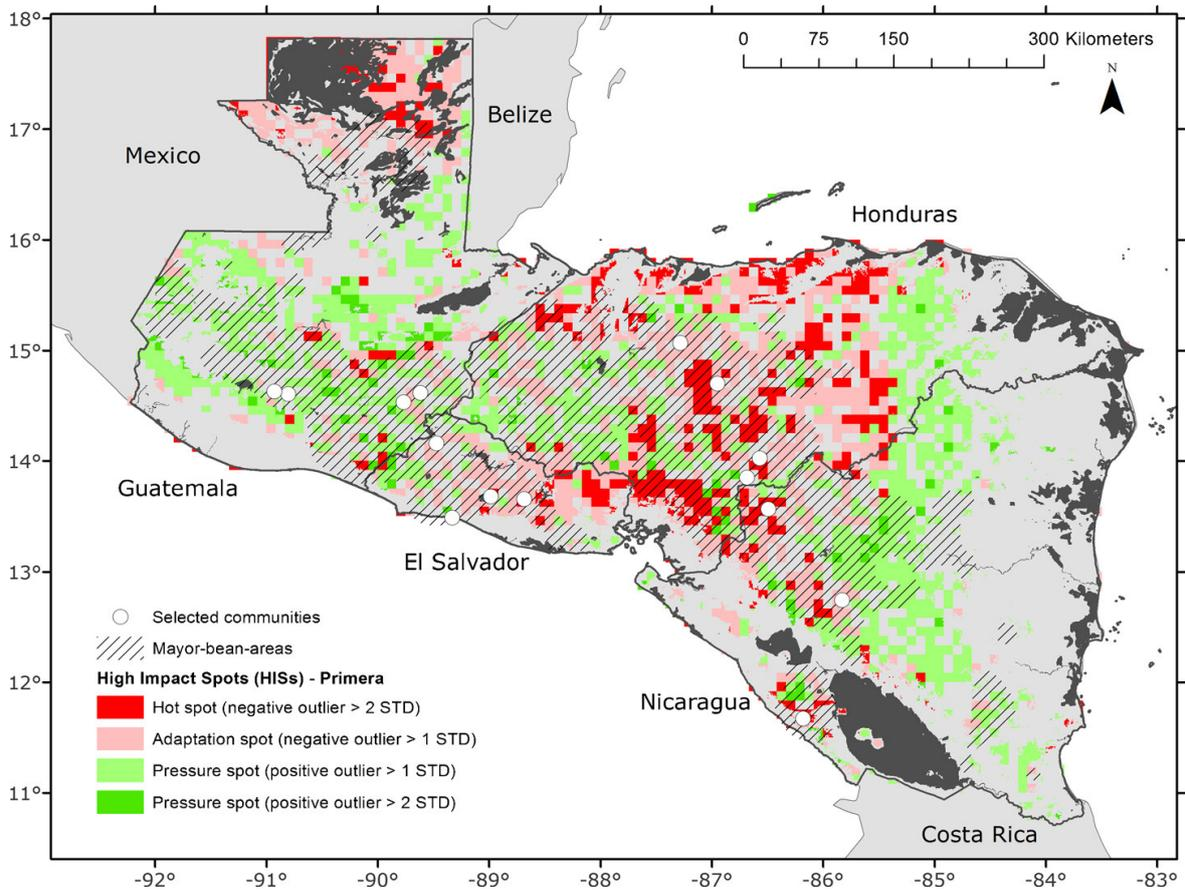 18°
0 75 150 300 Kilometers
N
17°
Belize
Mexico
16°
Honduras
15°
14°
Guatemala
El Salvador
13°
Selected communities
Mayor-bean-areas
High Impact Spots (HISs) - Primera
12°
Nicaragua
Hot spot (negative outlier > 2 STD)
Adaptation spot (negative outlier > 1 STD)
Pressure spot (positive outlier > 1 STD)
11°
Pressure spot (positive outlier > 2 STD)
Costa Rica
-92° -91° -90° -89° -88° -87° -86° -85° -84° -83°